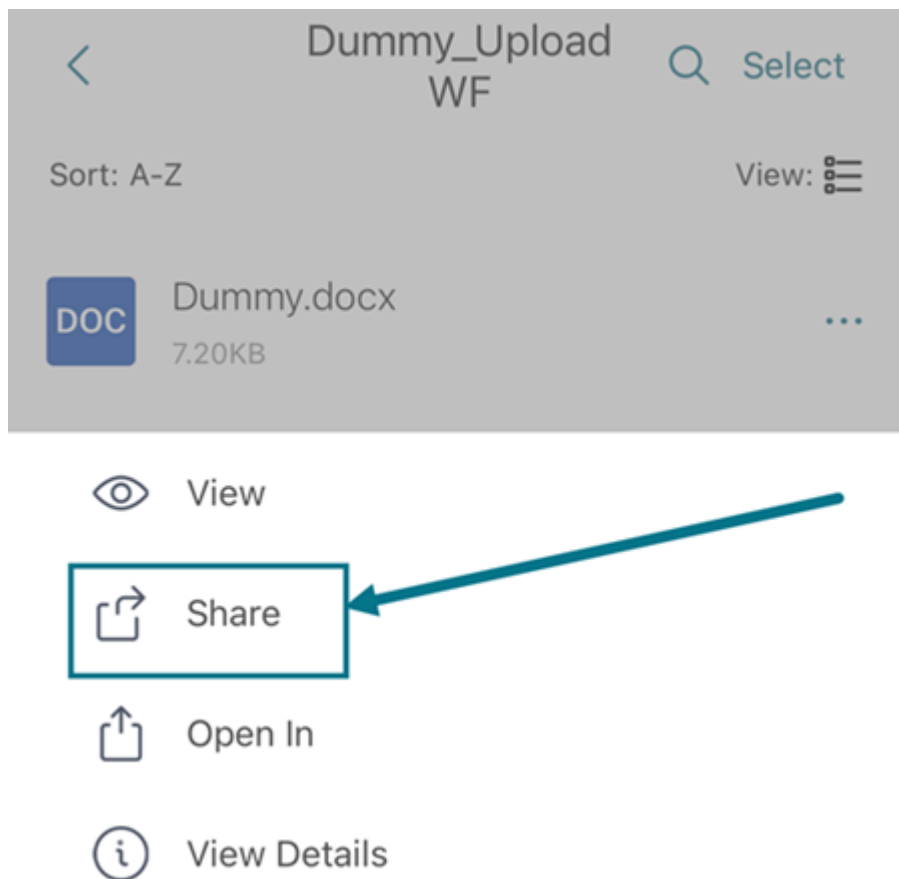 Dummy_Upload
WF
Select
Sort: A-Z
View:
DOC
Dummy.docx
7.20KB
View
Share
Open In
View Details